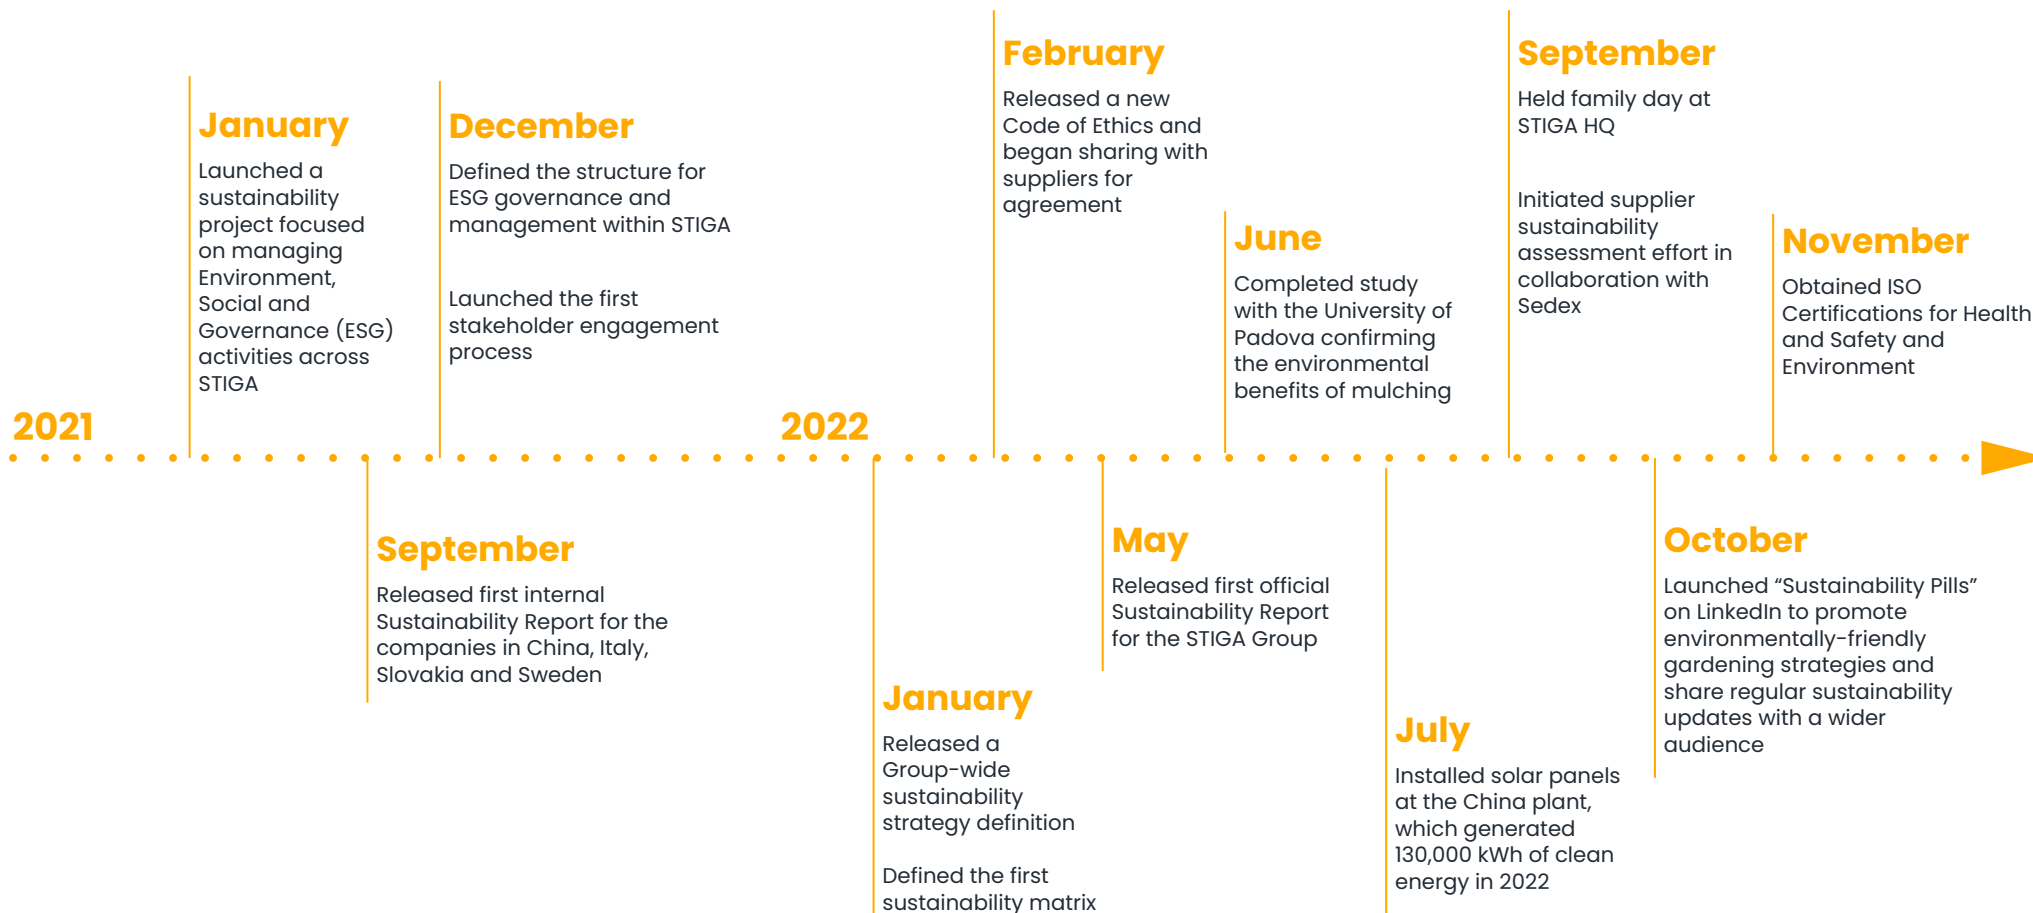 2021
January
Launched a
sustainability
project focused
on managing
Environment,
Social and
Governance (ESG)
activities across
STIGA
September
Released first internal
Sustainability Report for the
companies in China, Italy,
Slovakia and Sweden
December
Defined the structure for
ESG governance and
management within STIGA
Launched the first
stakeholder engagement
process
2022
January
Released a
Group-wide
sustainability
strategy definition
Defined the first
sustainability matrix
February
Released a new
Code of Ethics and
began sharing with
suppliers for
agreement
May
Released first official
Sustainability Report
for the STIGA Group
June
Completed study
with the University of
Padova confirming
the environmental
benefits of mulching
July
Installed solar panels
at the China plant,
which generated
130,000 kWh of clean
energy in 2022
September
Held family day at
STIGA HQ
Initiated supplier
sustainability
assessment effort in
collaboration with
Sedex
October
Launched “Sustainability Pills”
on LinkedIn to promote
environmentally-friendly
gardening strategies and
share regular sustainability
updates with a wider
audience
November
Obtained ISO
Certifications for Health
and Safety and
Environment